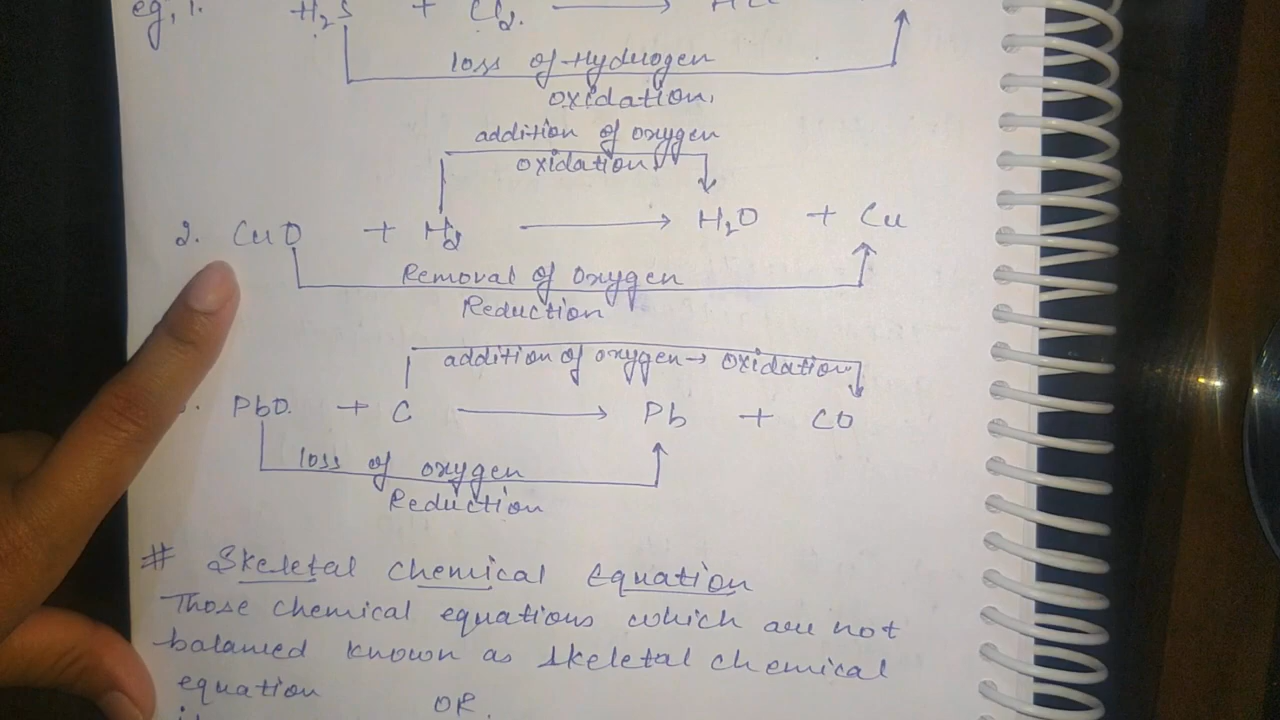 eg, 1. H₂S + Cl₂. →
loss of Hydrogen
oxidation.
addition of oxygen
oxidation
2. CuO + H₂ → H₂O + Cu
Removal of oxygen
Reduction
addition of oxygen → oxidation
PbO. + C → Pb + CO
loss of oxygen
Reduction
# Skeletal chemical Equation
Those chemical equations which are not
balanced known as skeletal chemical
equation OR.